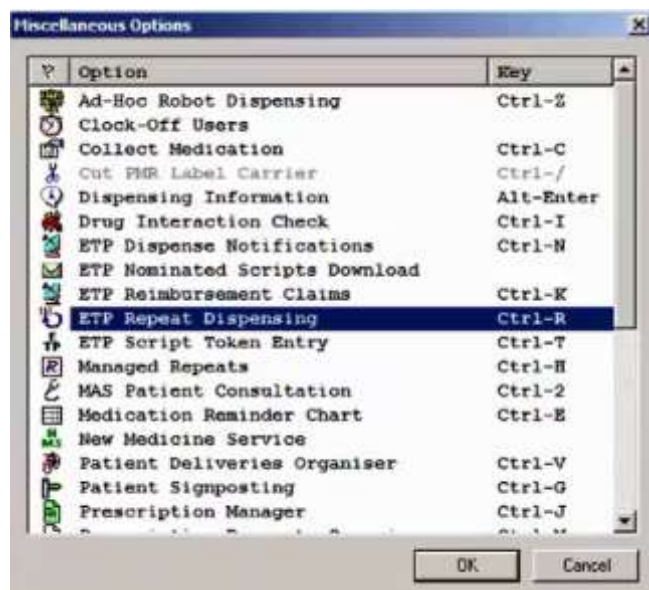 Miscellaneous Options
Option Key
Ad-Hoc Robot Dispensing Ctrl-Z
Clock-Off Users
Collect Medication Ctrl-C
Cut PMR Label Carrier Ctrl-/
Dispensing Information Alt-Enter
Drug Interaction Check Ctrl-I
ETP Dispense Notifications Ctrl-N
ETP Nominated Scripts Download
ETP Reimbursement Claims Ctrl-K
ETP Repeat Dispensing Ctrl-R
ETP Script Token Entry Ctrl-T
Managed Repeats Ctrl-H
MAS Patient Consultation Ctrl-2
Medication Reminder Chart Ctrl-E
New Medicine Service
Patient Deliveries Organiser Ctrl-V
Patient Signposting Ctrl-G
Prescription Manager Ctrl-J
OK Cancel